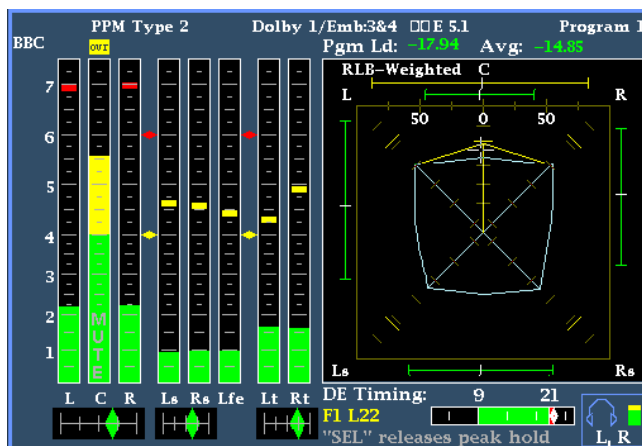 PPM Type 2
Dolby 1/Emb:3&4 □□E 5.1
Program 1
BBC
OVR
Pgm Ld: -17.94 Avg: -14.85
7
6
5
4
3
2
1
MUTE
L C R Ls Rs Lfe Lt Rt
RLB-Weighted C
L R
50 0 50
Ls Rs
DE Timing: 9 21
F1 L22
"SEL" releases peak hold
L, R